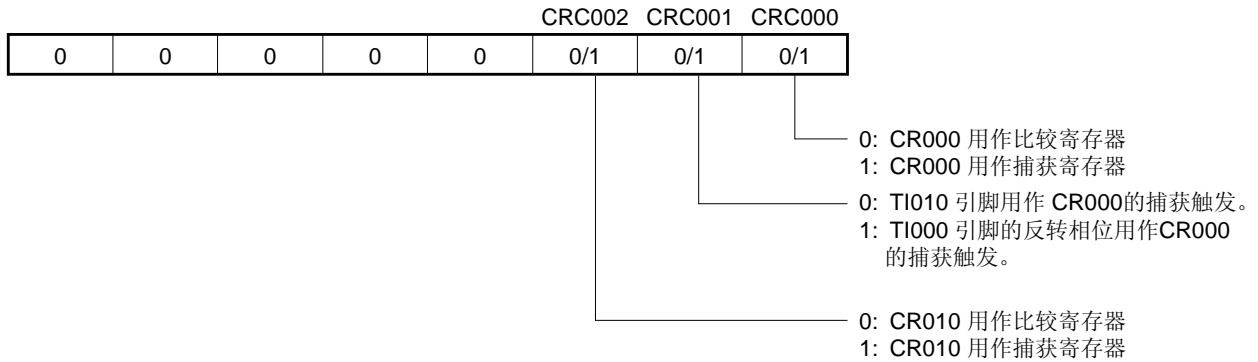 CRC002 CRC001 CRC000
0 0 0 0 0 0/1 0/1 0/1
0: CR000 用作比较寄存器
1: CR000 用作捕获寄存器
0: TI010 引脚用作 CR000的捕获触发。
1: TI000 引脚的反转相位用作CR000
的捕获触发。
0: CR010 用作比较寄存器
1: CR010 用作捕获寄存器